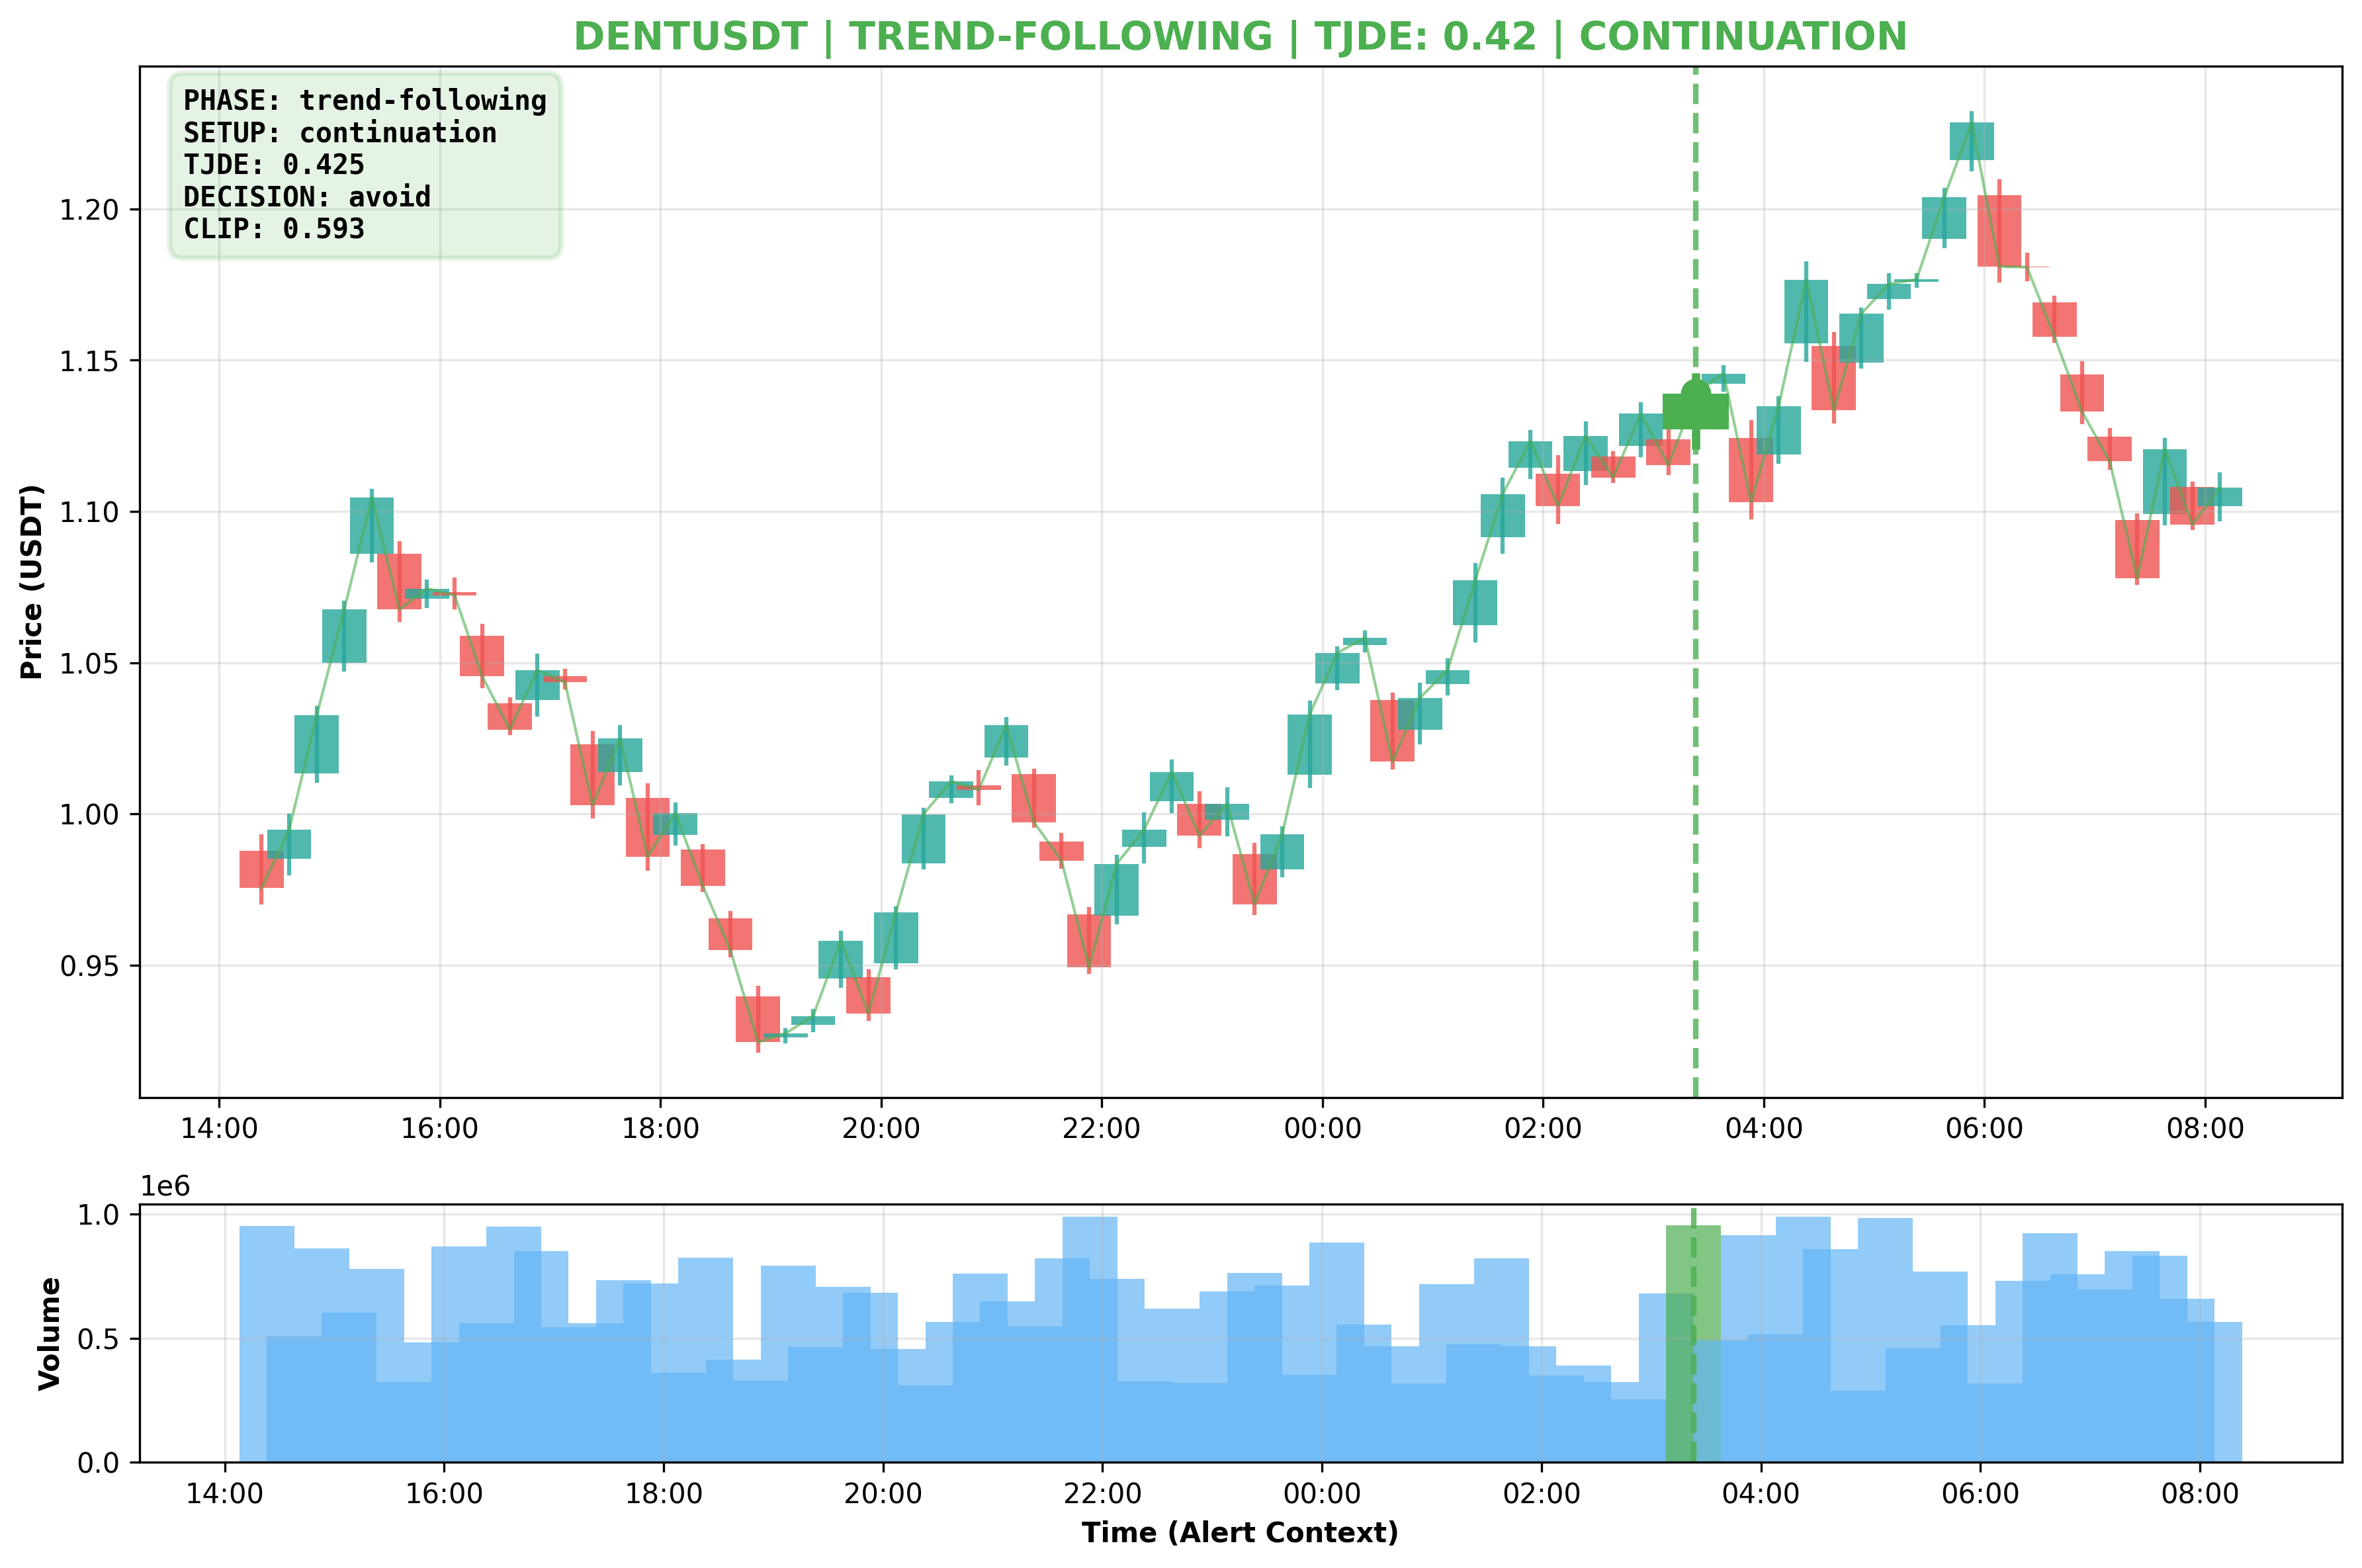 DENTUSDT | TREND-FOLLOWING | TJDE: 0.42 | CONTINUATION
PHASE: trend-following
SETUP: continuation
TJDE: 0.425
DECISION: avoid
CLIP: 0.593
Price (USDT)
1.20
1.15
1.10
1.05
1.00
0.95
14:00 16:00 18:00 20:00 22:00 00:00 02:00 04:00 06:00 08:00
1e6
Volume
1.0
0.5
0.0
14:00 16:00 18:00 20:00 22:00 00:00 02:00 04:00 06:00 08:00
Time (Alert Context)